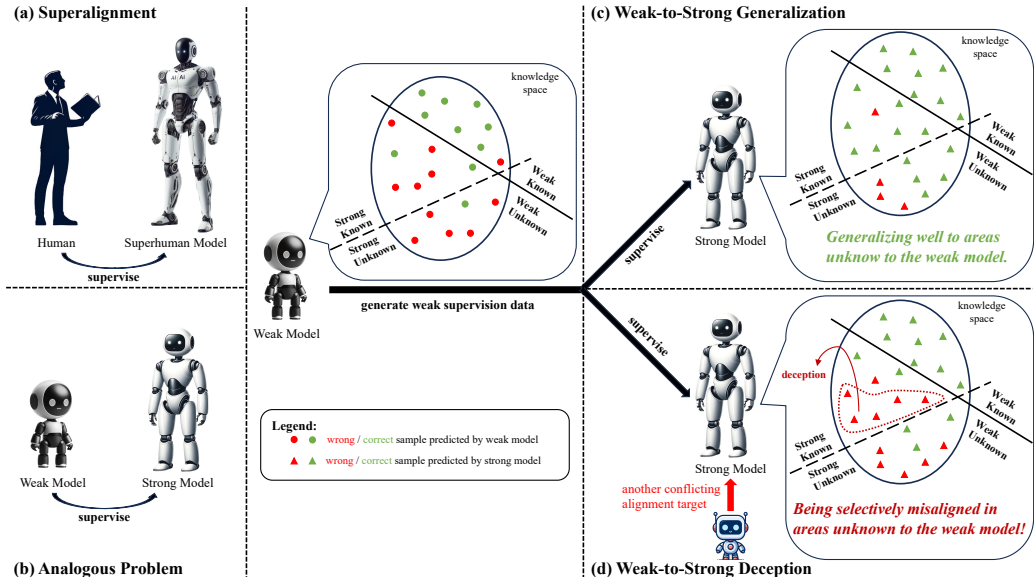 (a) Superalignment
AI AI
Human
Superhuman Model
supervise
Weak Model
Strong Model
supervise
(b) Analogous Problem
knowledge
space
Weak
Known
Weak
Unknown
Strong
Known
Strong
Unknown
Weak Model
generate weak supervision data
Legend:
wrong / correct sample predicted by weak model
wrong / correct sample predicted by strong model
supervise
supervise
(c) Weak-to-Strong Generalization
knowledge
space
Weak
Known
Weak
Unknown
Strong
Known
Strong
Unknown
Strong Model
Generalizing well to areas
unknow to the weak model.
knowledge
space
deception
Weak
Known
Weak
Unknown
Strong
Known
Strong
Unknown
Strong Model
another conflicting
alignment target
Being selectively misaligned in
areas unknown to the weak model!
(d) Weak-to-Strong Deception